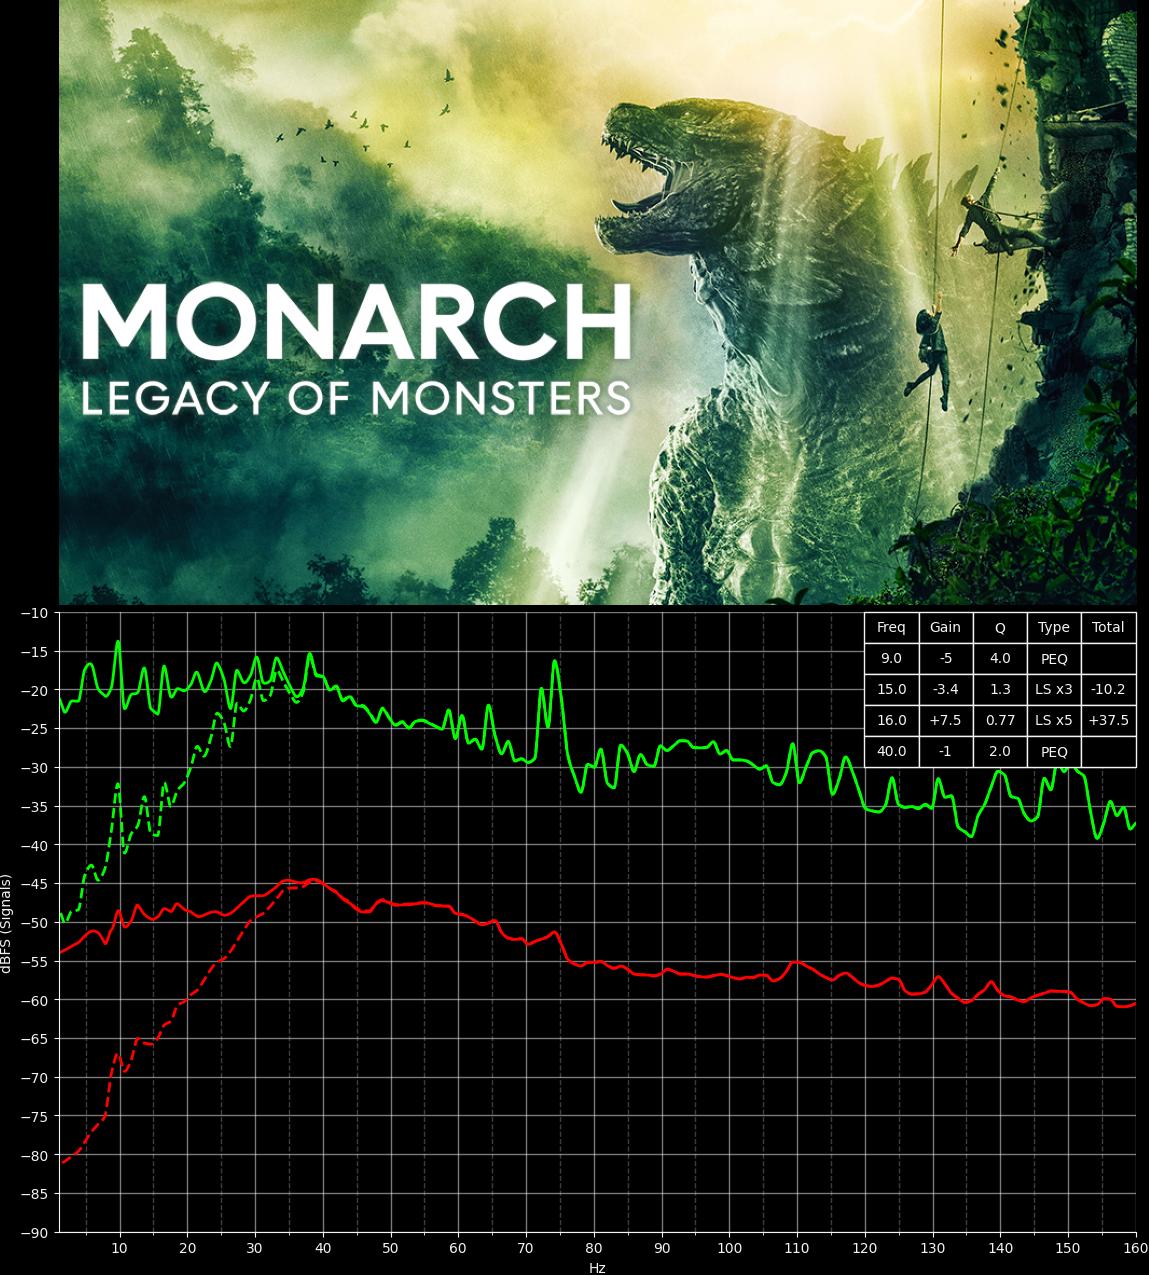 MONARCH
LEGACY OF MONSTERS
Freq Gain Q Type Total
9.0 -5 4.0 PEQ
15.0 -3.4 1.3 LS x3 -10.2
16.0 +7.5 0.77 LS x5 +37.5
40.0 -1 2.0 PEQ
−10
−15
−20
−25
−30
−35
−40
−45
−50
−55
−60
−65
−70
−75
−80
−85
−90
dBFS (Signals)
10 20 30 40 50 60 70 80 90 100 110 120 130 140 150 160
Hz